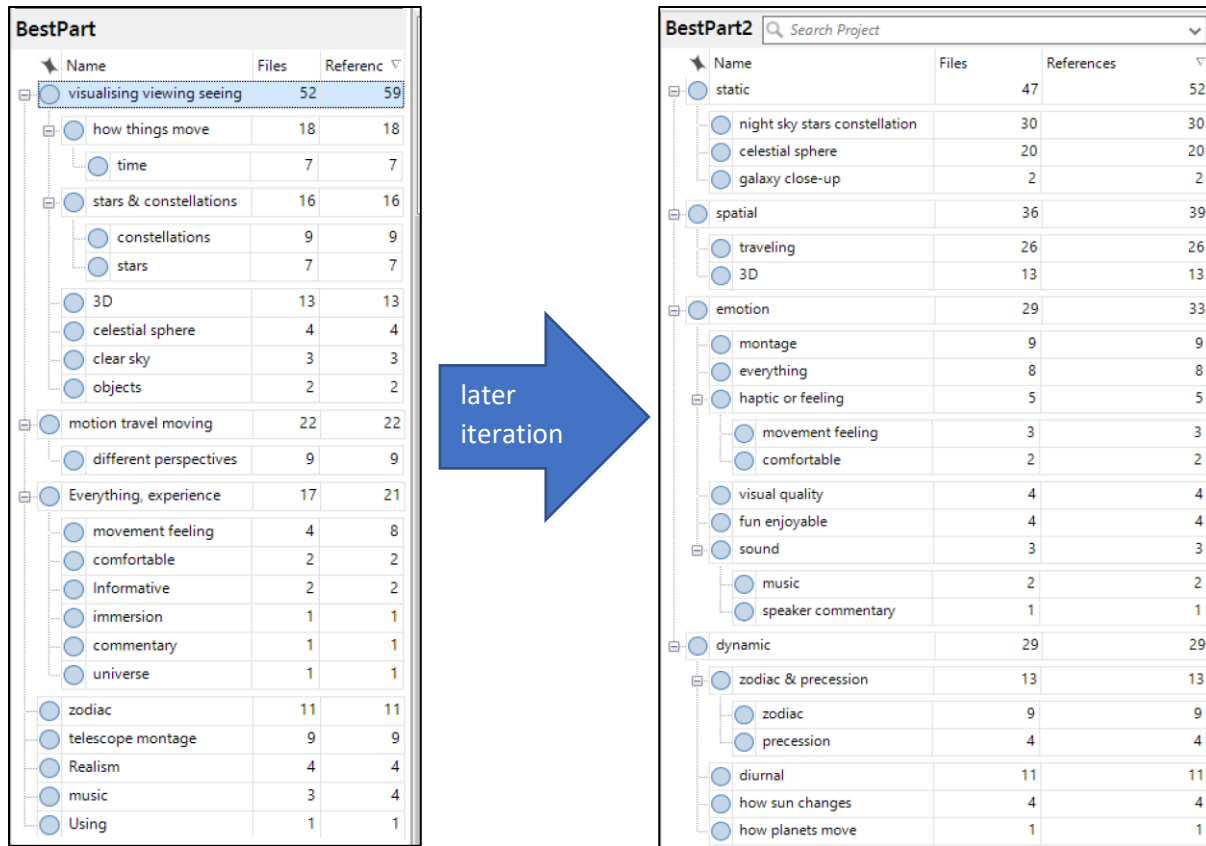 BestPart
Name Files Referenc
visualising viewing seeing 52 59
how things move 18 18
time 7 7
stars & constellations 16 16
constellations 9 9
stars 7 7
3D 13 13
celestial sphere 4 4
clear sky 3 3
objects 2 2
motion travel moving 22 22
different perspectives 9 9
Everything, experience 17 21
movement feeling 4 8
comfortable 2 2
Informative 2 2
immersion 1 1
commentary 1 1
universe 1 1
zodiac 11 11
telescope montage 9 9
Realism 4 4
music 3 4
Using 1 1
later
iteration
BestPart2 Search Project
Name Files References
static 47 52
night sky stars constellation 30 30
celestial sphere 20 20
galaxy close-up 2 2
spatial 36 39
traveling 26 26
3D 13 13
emotion 29 33
montage 9 9
everything 8 8
haptic or feeling 5 5
movement feeling 3 3
comfortable 2 2
visual quality 4 4
fun enjoyable 4 4
sound 3 3
music 2 2
speaker commentary 1 1
dynamic 29 29
zodiac & precession 13 13
zodiac 9 9
precession 4 4
diurnal 11 11
how sun changes 4 4
how planets move 1 1